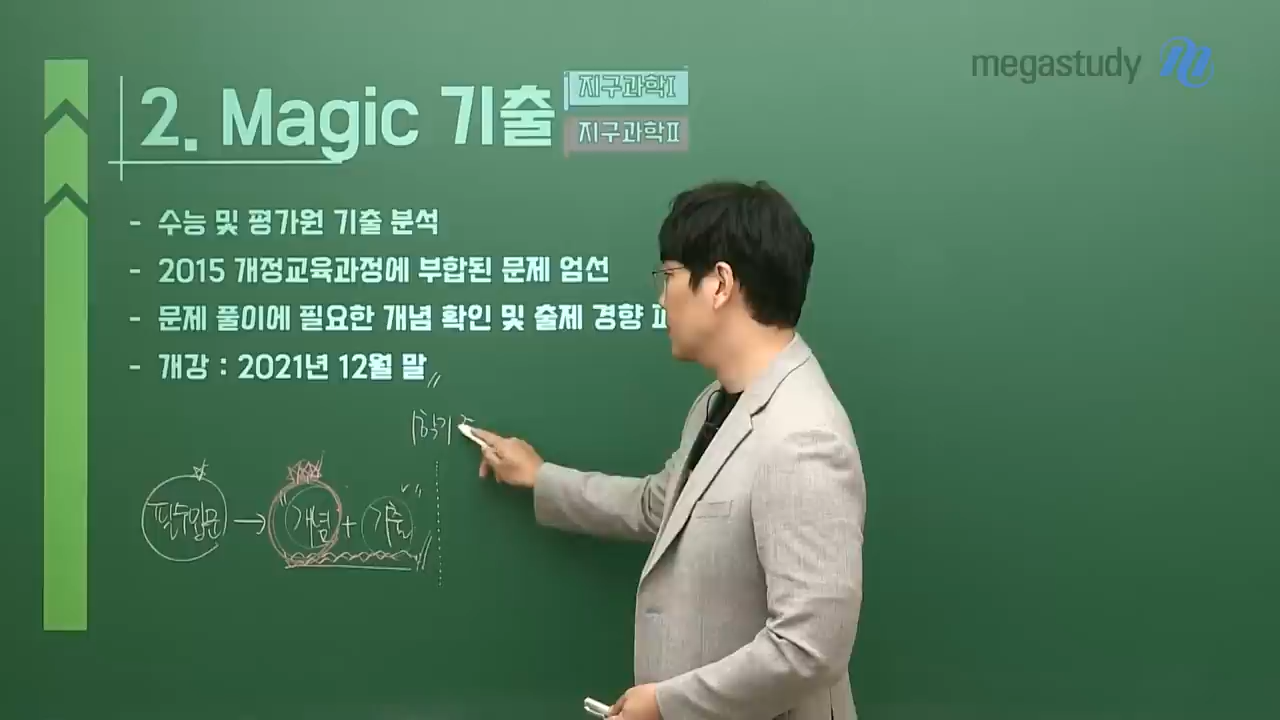 megastudy
2. Magic 기출
지구과학I
지구과학II
- 수능 및 평가원 기출 분석
- 2015 개정교육과정에 부합된 문제 엄선
- 문제 풀이에 필요한 개념 확인 및 출제 경향
- 개강 : 2021년 12월 말
1학기
필수입문 → "개념 + 기출"